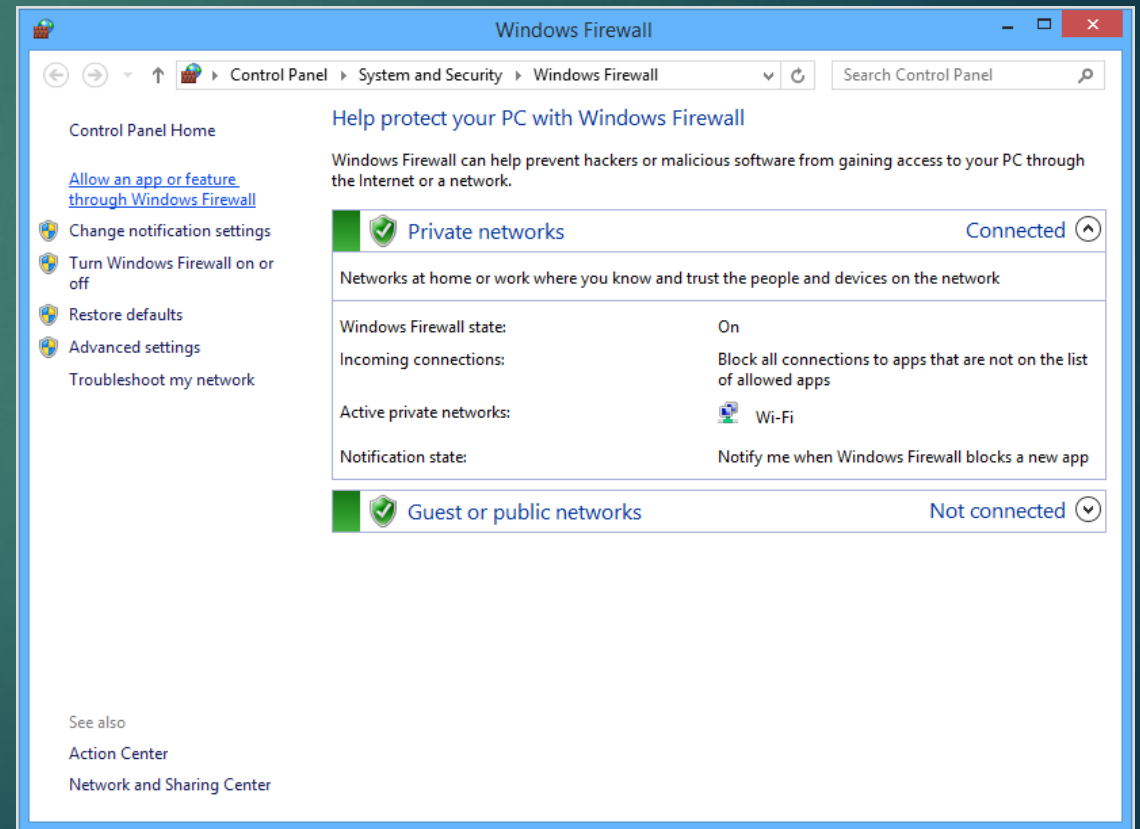 Windows Firewall
Control Panel
System and Security
Windows Firewall
Search Control Panel
Control Panel Home
Allow an app or feature
through Windows Firewall
Change notification settings
Turn Windows Firewall on or
off
Restore defaults
Advanced settings
Troubleshoot my network
Help protect your PC with Windows Firewall
Windows Firewall can help prevent hackers or malicious software from gaining access to your PC through
the Internet or a network.
Private networks
Connected
Networks at home or work where you know and trust the people and devices on the network
Windows Firewall state:
On
Incoming connections:
Block all connections to apps that are not on the list
of allowed apps
Active private networks:
Wi-Fi
Notification state:
Notify me when Windows Firewall blocks a new app
Guest or public networks
Not connected
See also
Action Center
Network and Sharing Center